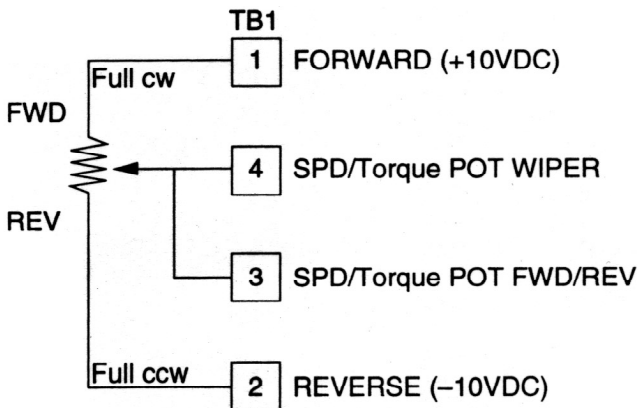 TB1
1 FORWARD (+10VDC)
Full cw
FWD
4 SPD/Torque POT WIPER
REV
3 SPD/Torque POT FWD/REV
Full ccw
2 REVERSE (–10VDC)